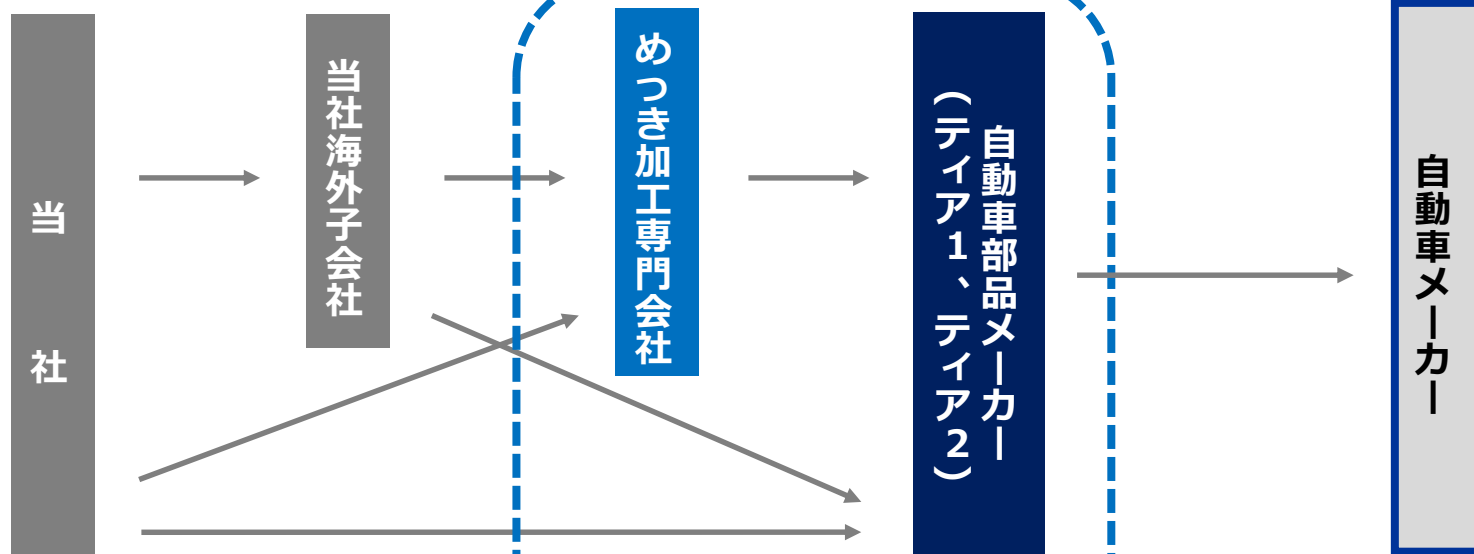 当社
当社海外子会社
めつき加工専門会社
自動車部品メーカー
（ティア1、ティア2）
自動車メーカー